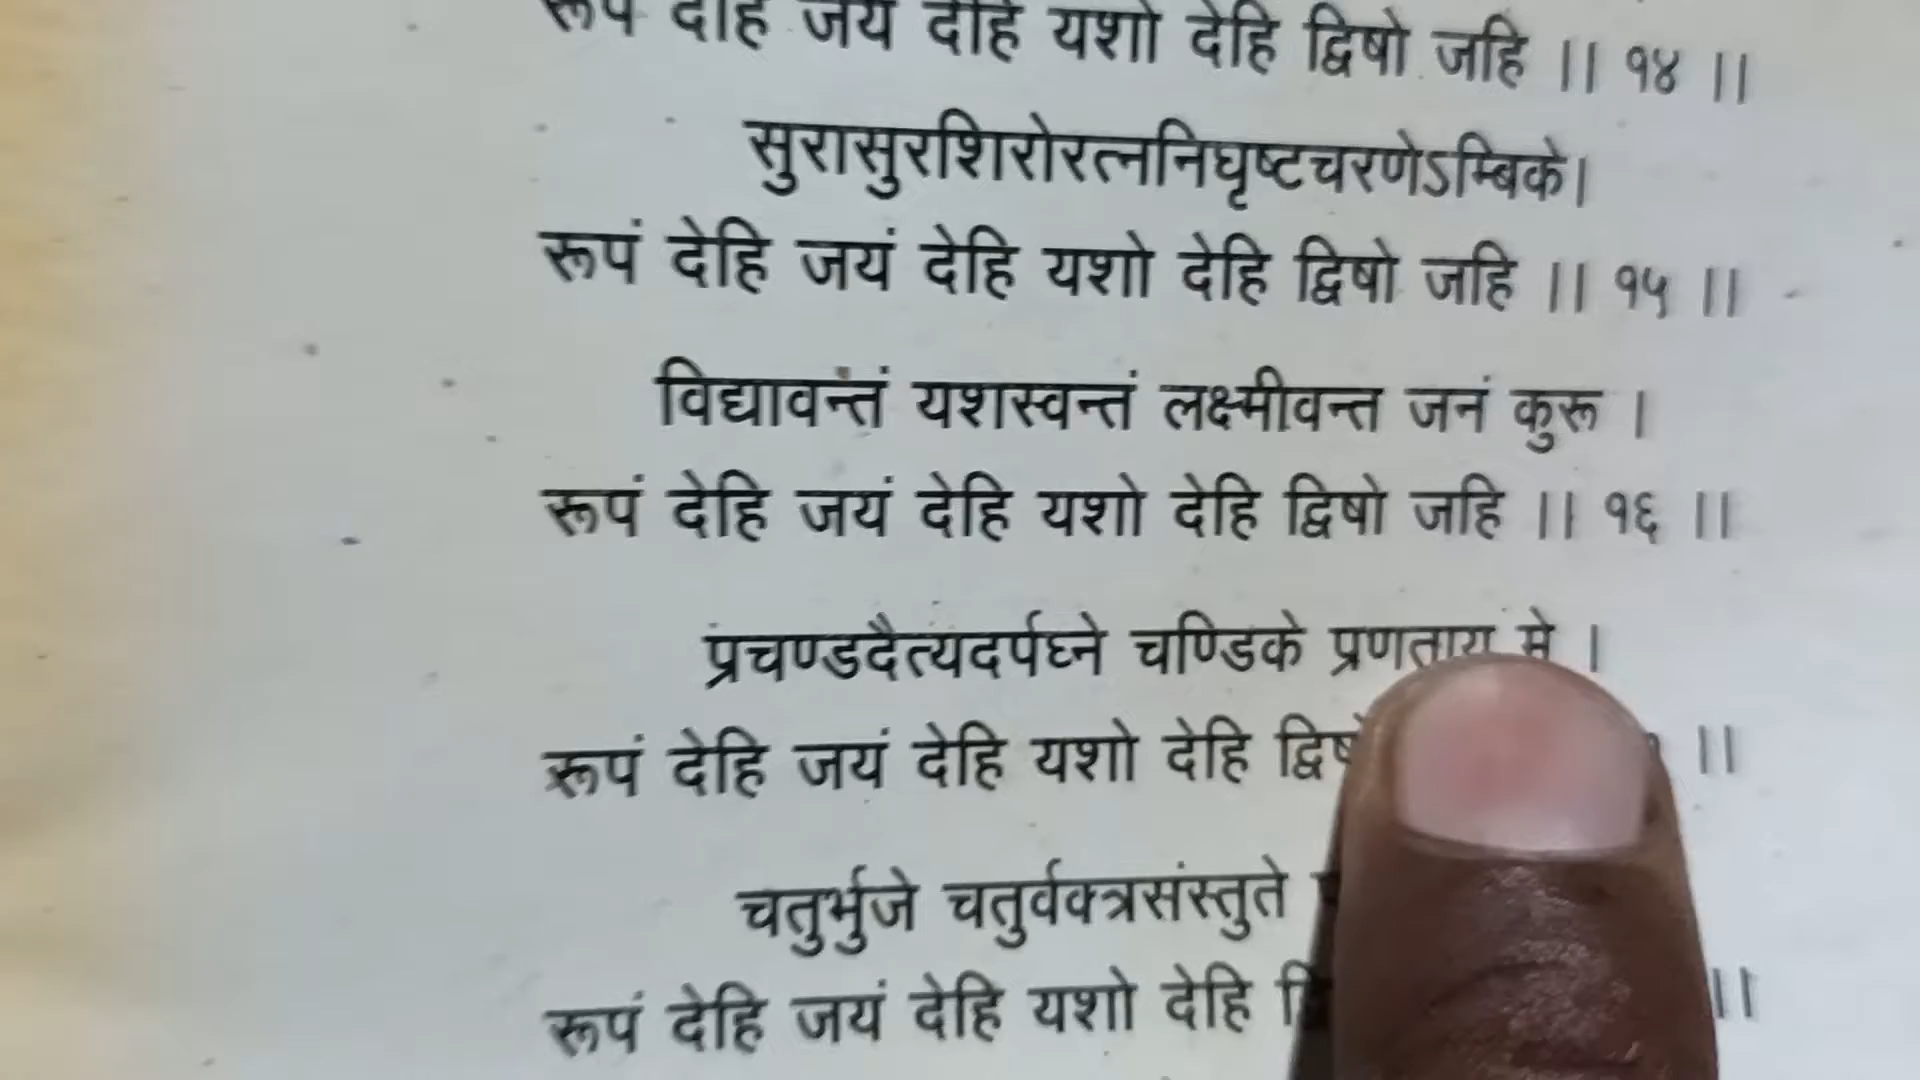 रूपं देहि जयं देहि यशो देहि द्विषो जहि || १४ ||
सुरासुरशिरोरत्ननिघृष्टचरणेऽम्बिके।
रूपं देहि जयं देहि यशो देहि द्विषो जहि || १५ ||
विद्यावन्तं यशस्वन्तं लक्ष्मीवन्त जनं कुरू ।
रूपं देहि जयं देहि यशो देहि द्विषो जहि || १६ ||
प्रचण्डदैत्यदर्पघ्ने चण्डिके प्रणताय मे ।
रूपं देहि जयं देहि यशो देहि ||
चतुर्भुजे चतुर्वक्त्रसंस्तुते
रूपं देहि जयं देहि यशो देहि ||